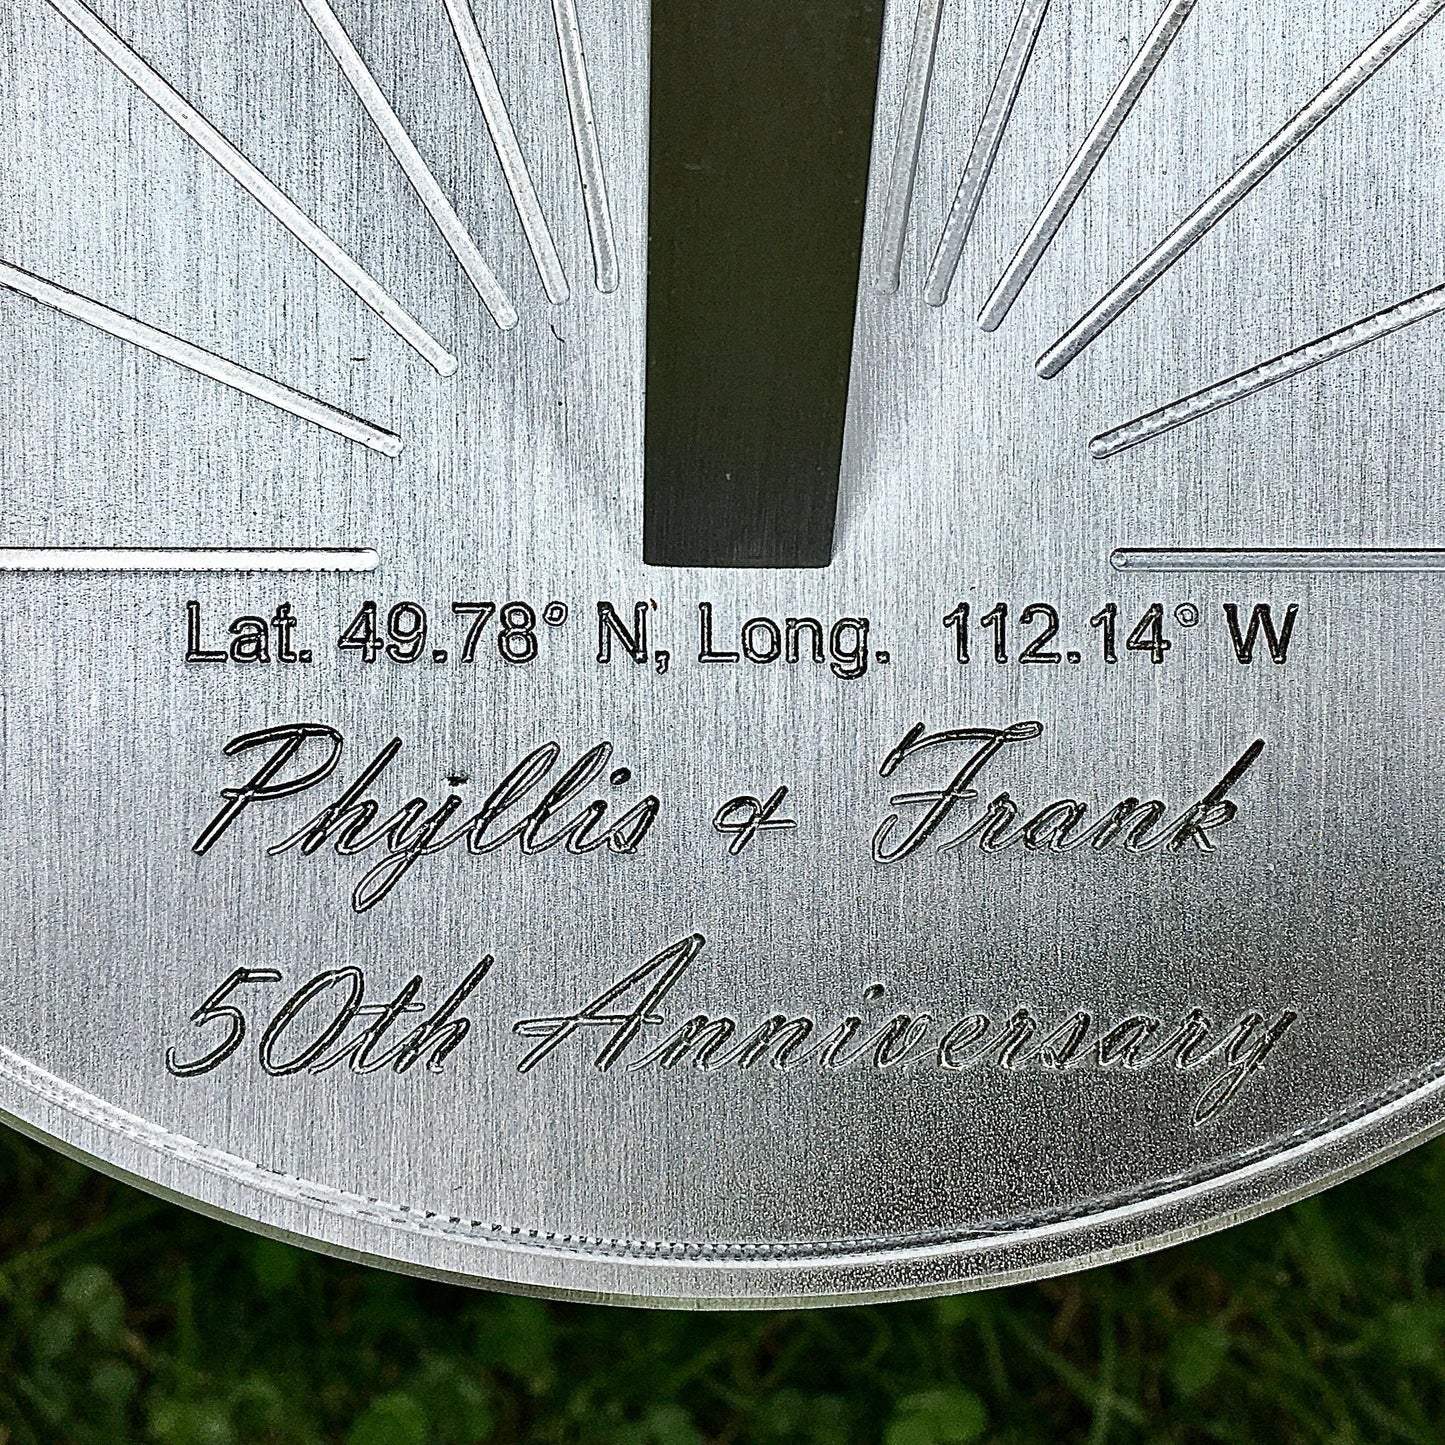 Lat. 49.78° N, Long. 112.14° W
Phyllis & Frank
50th Anniversary